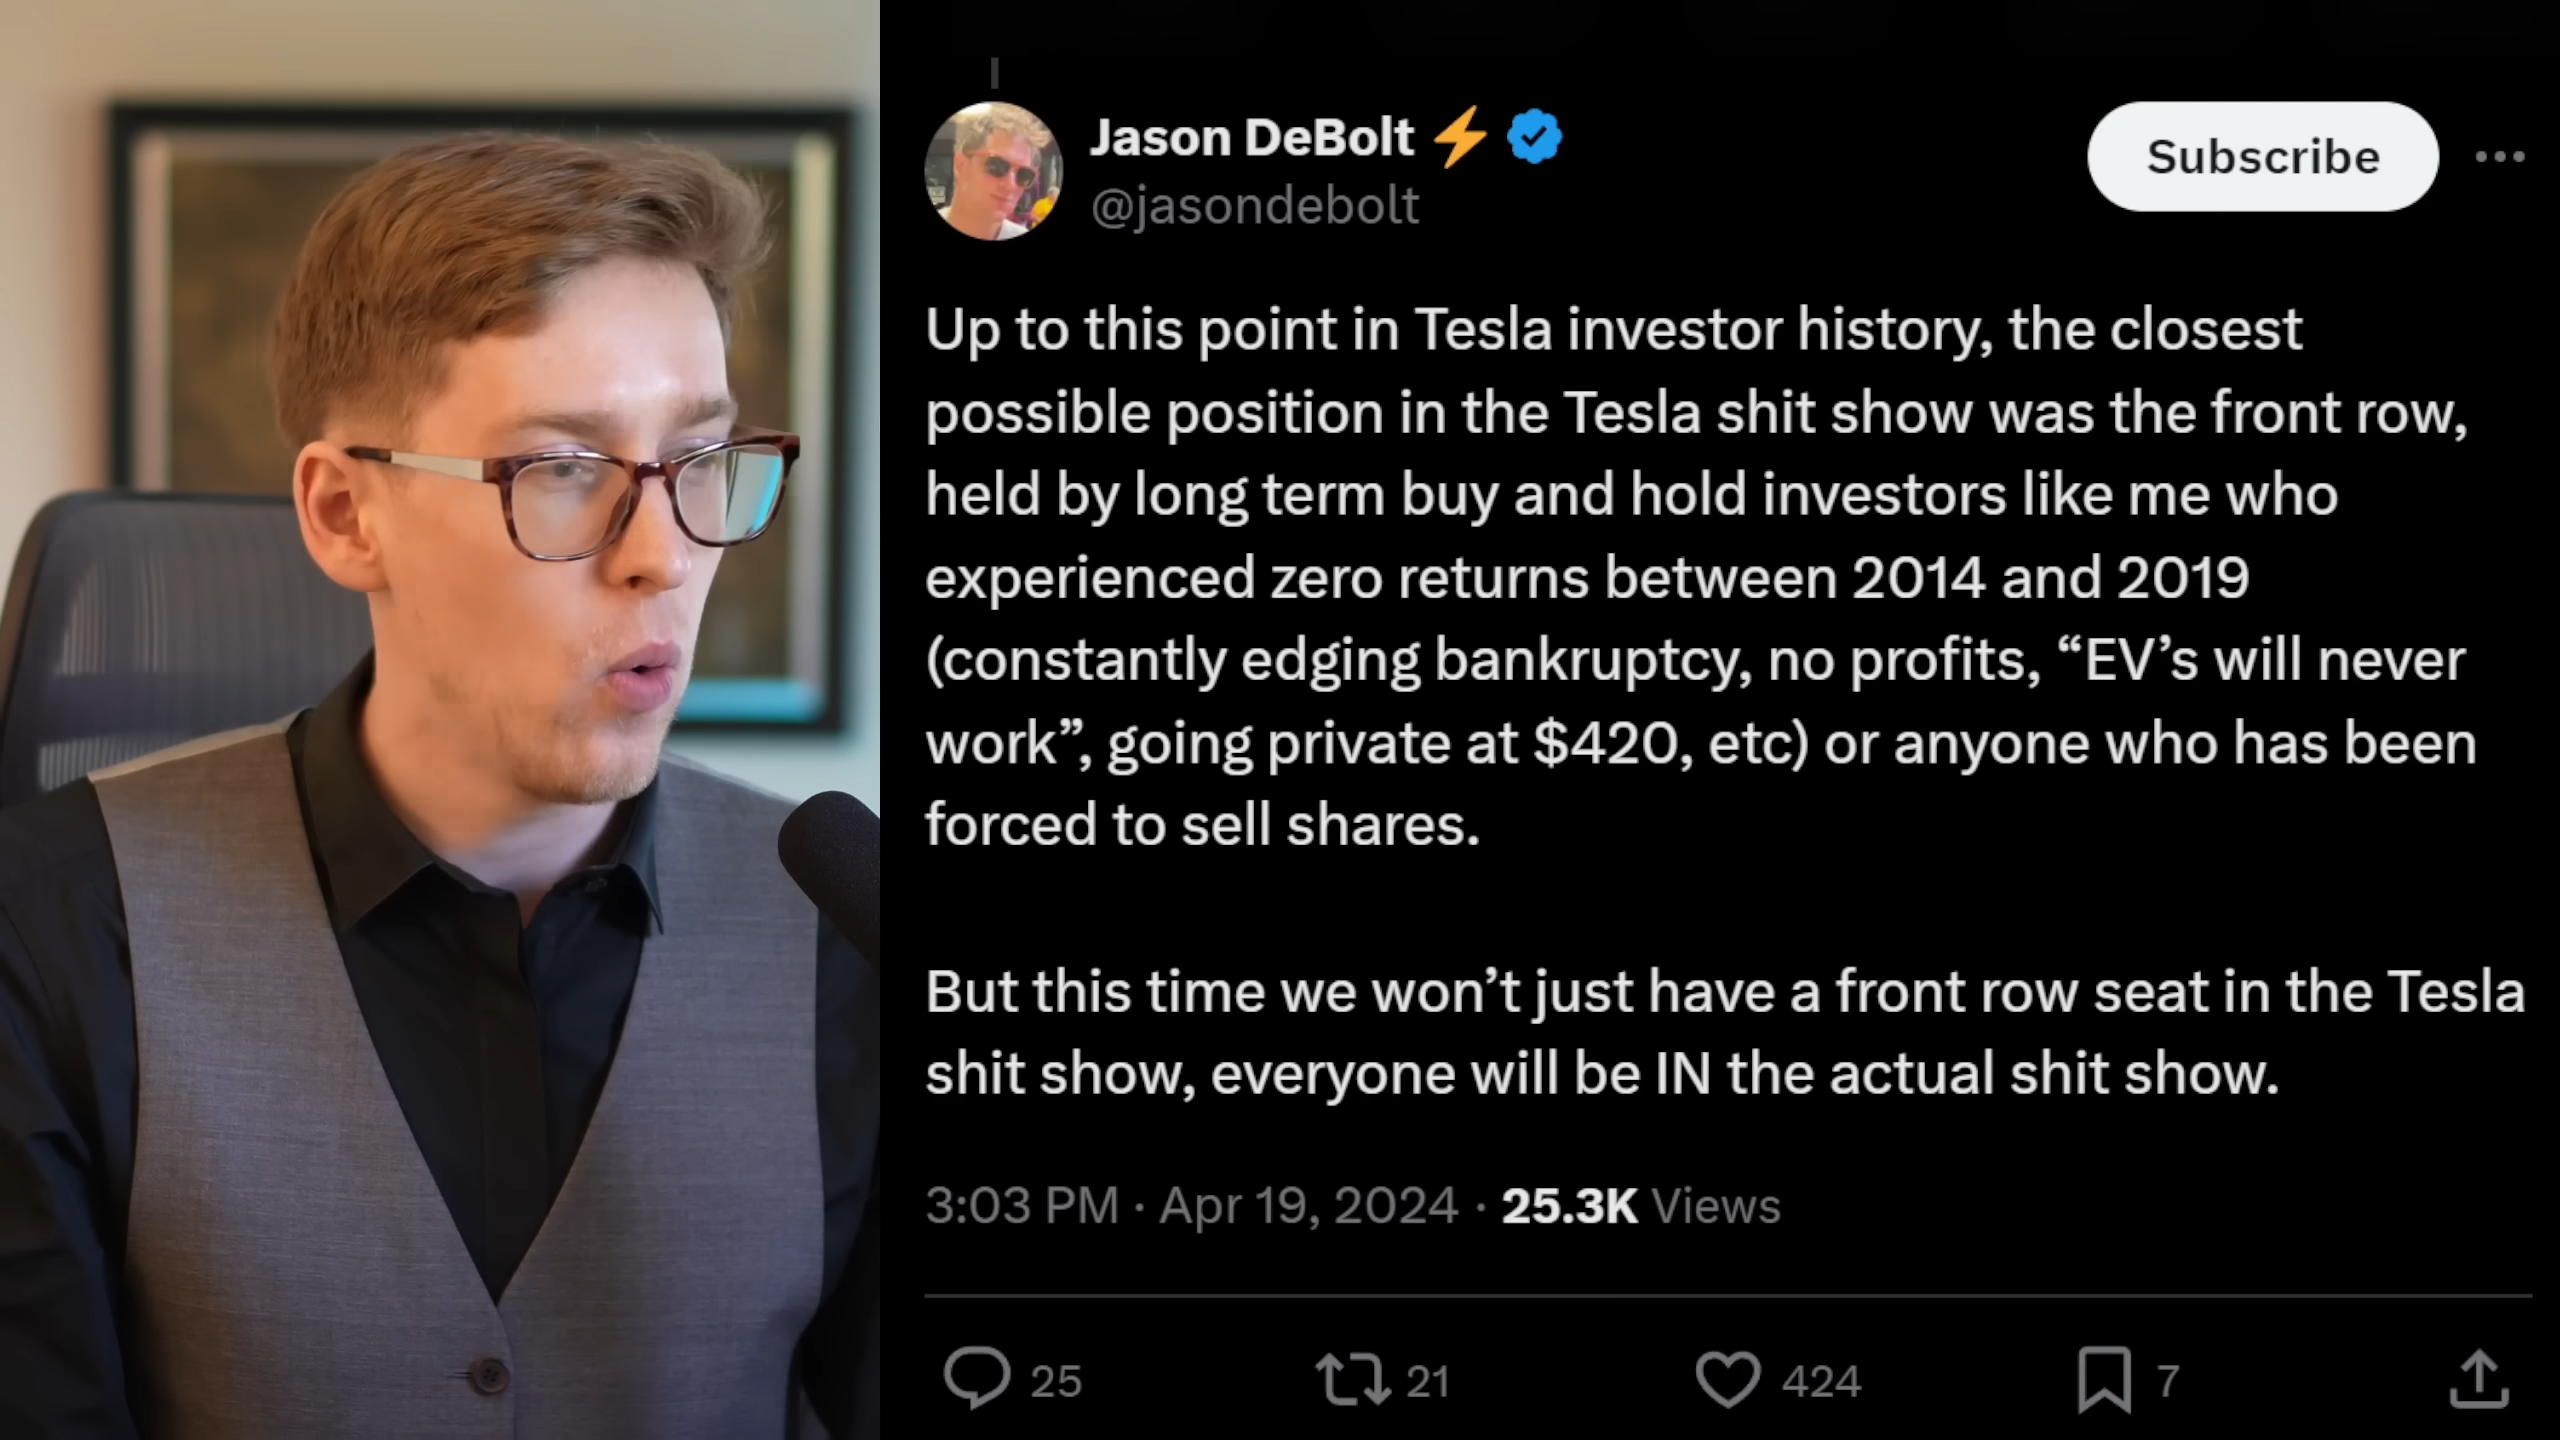 Jason DeBolt ⚡
@jasondebolt
Subscribe
Up to this point in Tesla investor history, the closest
possible position in the Tesla shit show was the front row,
held by long term buy and hold investors like me who
experienced zero returns between 2014 and 2019
(constantly edging bankruptcy, no profits, “EV’s will never
work”, going private at $420, etc) or anyone who has been
forced to sell shares.
But this time we won’t just have a front row seat in the Tesla
shit show, everyone will be IN the actual shit show.
3:03 PM · Apr 19, 2024 · 25.3K Views
25 21 424 7